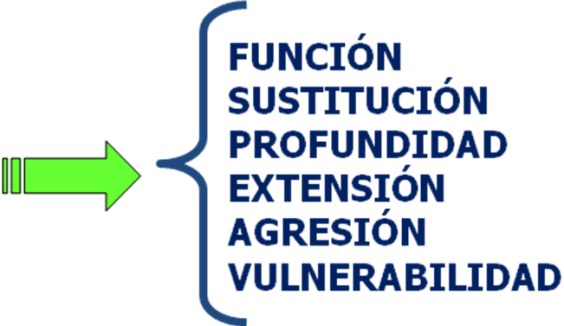 FUNCIÓN
SUSTITUCIÓN
PROFUNDIDAD
EXTENSIÓN
AGRESIÓN
VULNERABILIDAD